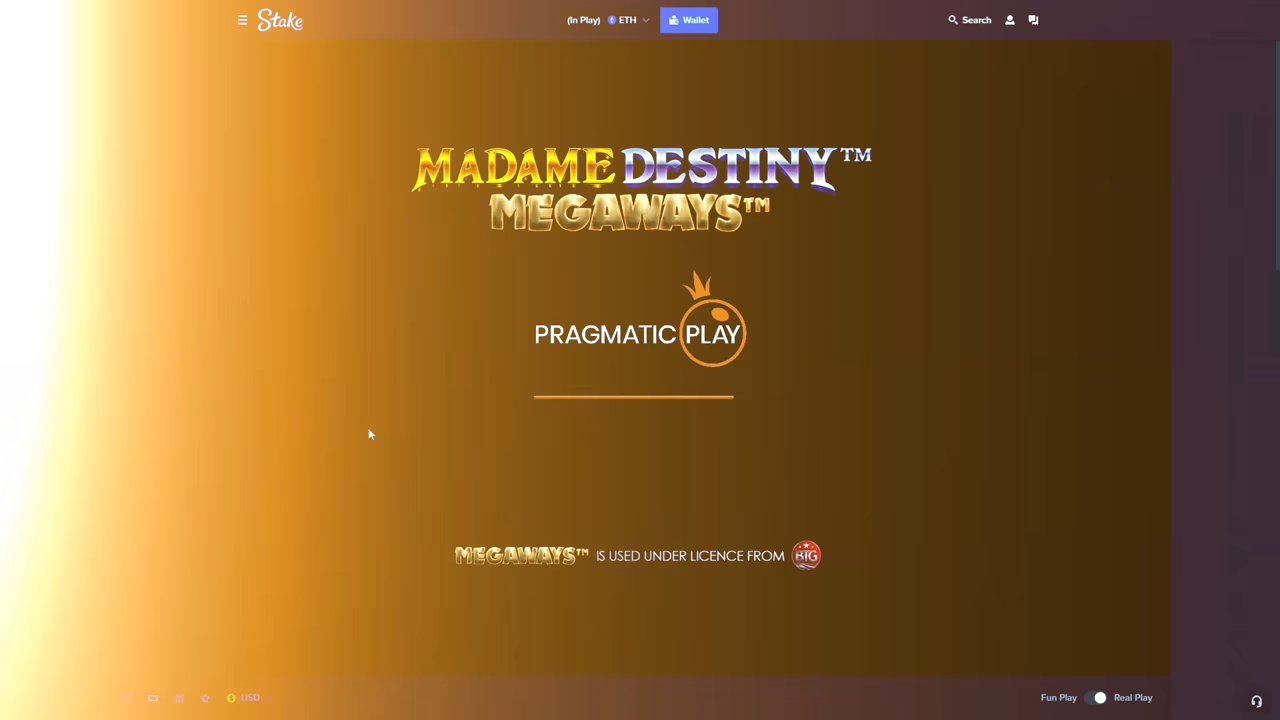 Stake
(In Play) ETH
Wallet
Search
MADAME DESTINY™
MEGAWAYS™
PRAGMATIC PLAY
MEGAWAYS™ IS USED UNDER LICENCE FROM BIG
USD
Fun Play
Real Play